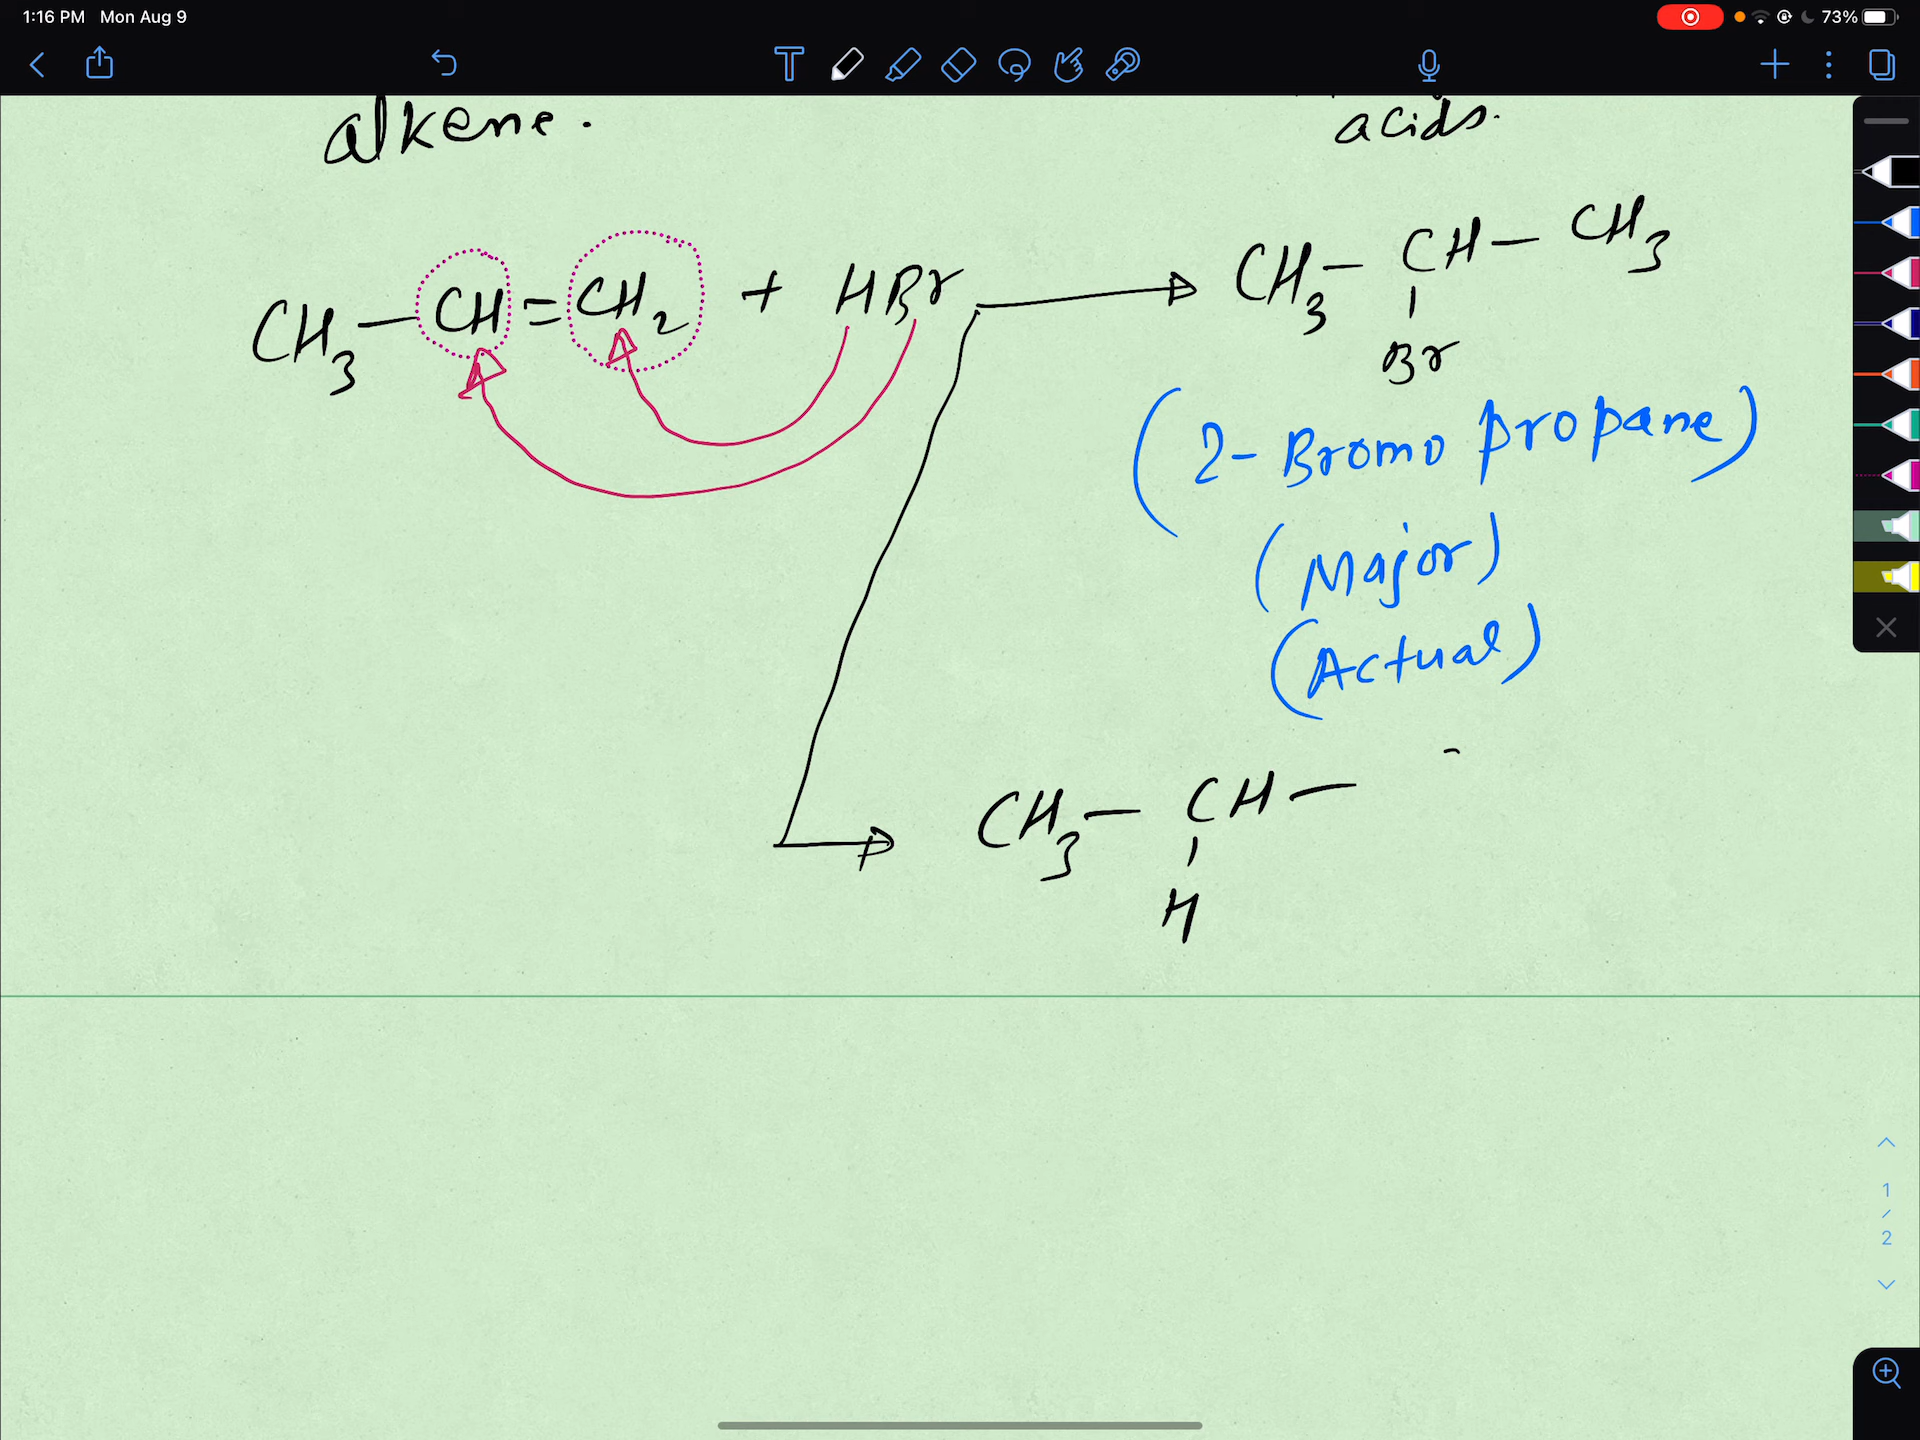 1:16 PM Mon Aug 9
73%
alkene.
acids.
CH3 — CH = CH2 + HBr → CH3 — CH — CH3
Br
(2-Bromo propane)
(Major)
(Actual)
CH3 — CH —
H
1
/
2